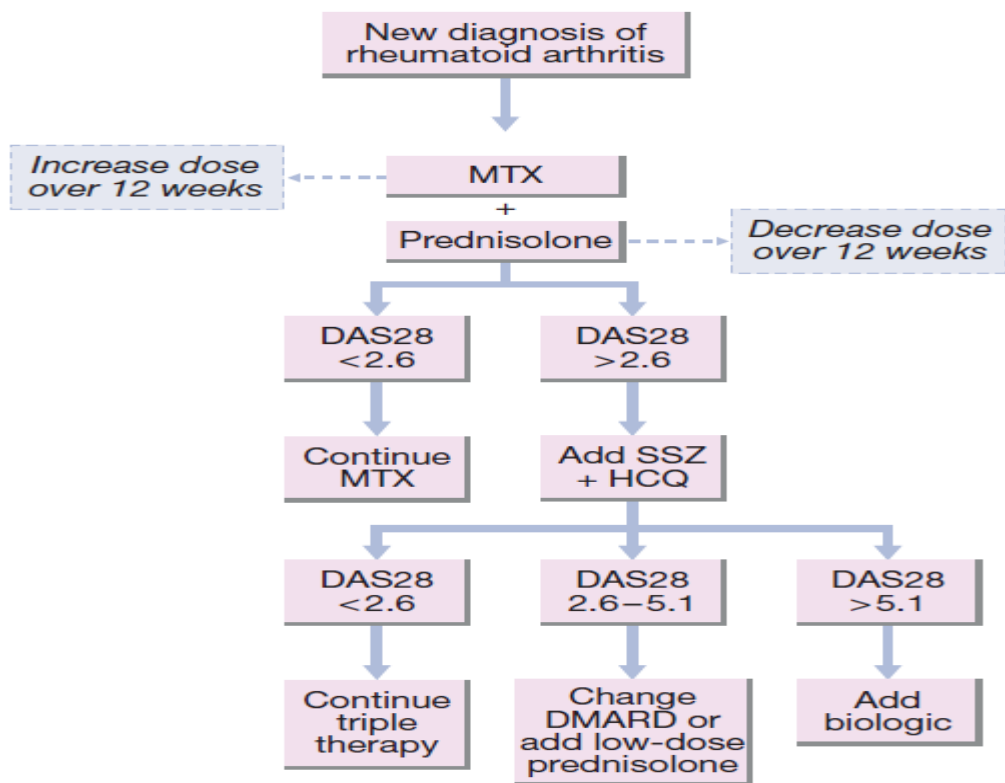 New diagnosis of
rheumatoid arthritis
Increase dose
over 12 weeks
MTX
+
Prednisolone
Decrease dose
over 12 weeks
DAS28
<2.6
DAS28
>2.6
Continue
MTX
Add SSZ
+ HCQ
DAS28
<2.6
DAS28
2.6–5.1
DAS28
>5.1
Continue
triple
therapy
Change
DMARD or
add low-dose
prednisolone
Add
biologic